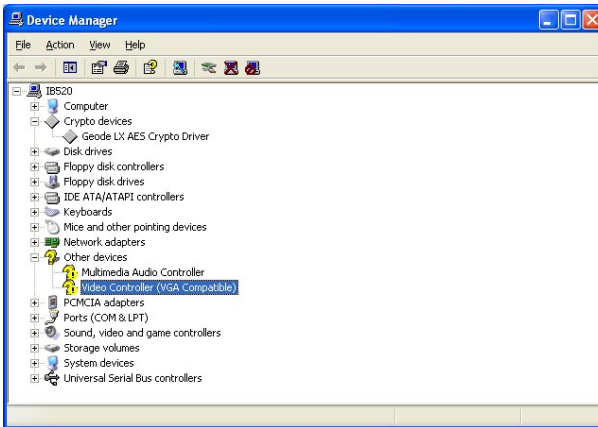 Device Manager
File Action View Help
IB520
Computer
Crypto devices
Geode LX AES Crypto Driver
Disk drives
Floppy disk controllers
Floppy disk drives
IDE ATA/ATAPI controllers
Keyboards
Mice and other pointing devices
Network adapters
Other devices
Multimedia Audio Controller
Video Controller (VGA Compatible)
PCMCIA adapters
Ports (COM & LPT)
Sound, video and game controllers
Storage volumes
System devices
Universal Serial Bus controllers